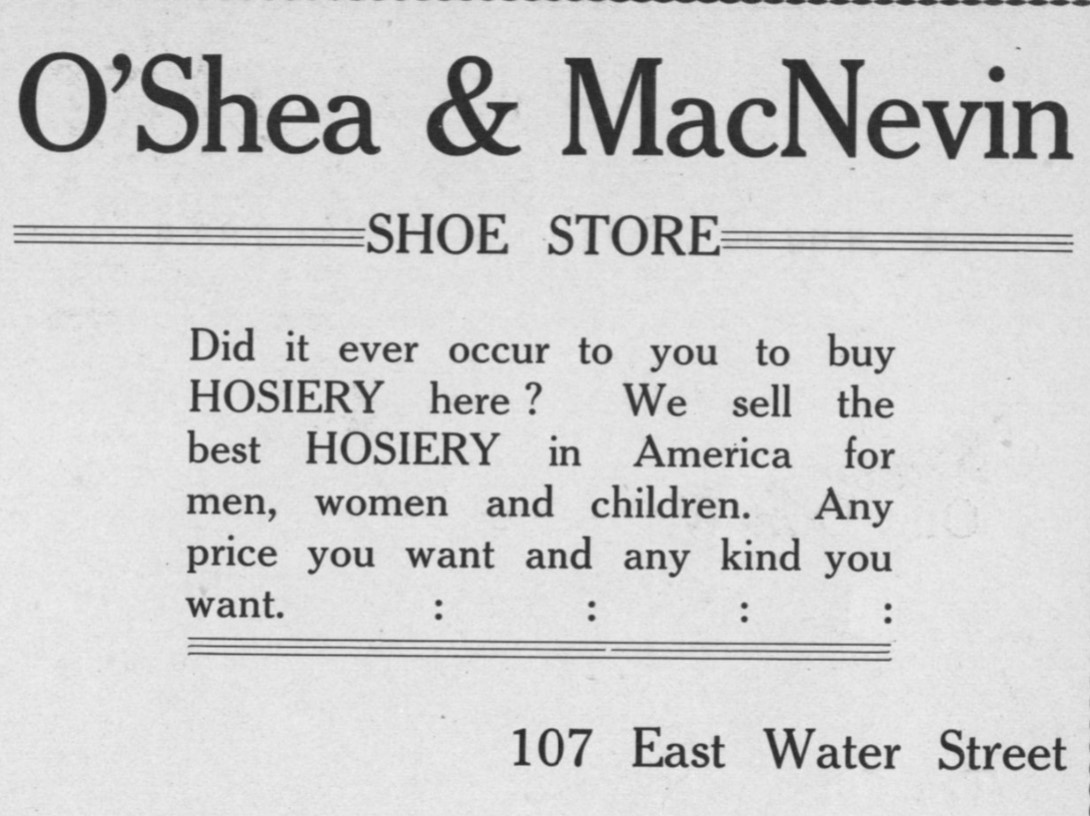 O'Shea & MacNevin
SHOE STORE
Did it ever occur to you to buy
HOSIERY here ? We sell the
best HOSIERY in America for
men, women and children. Any
price you want and any kind you
want. : : : :
107 East Water Street